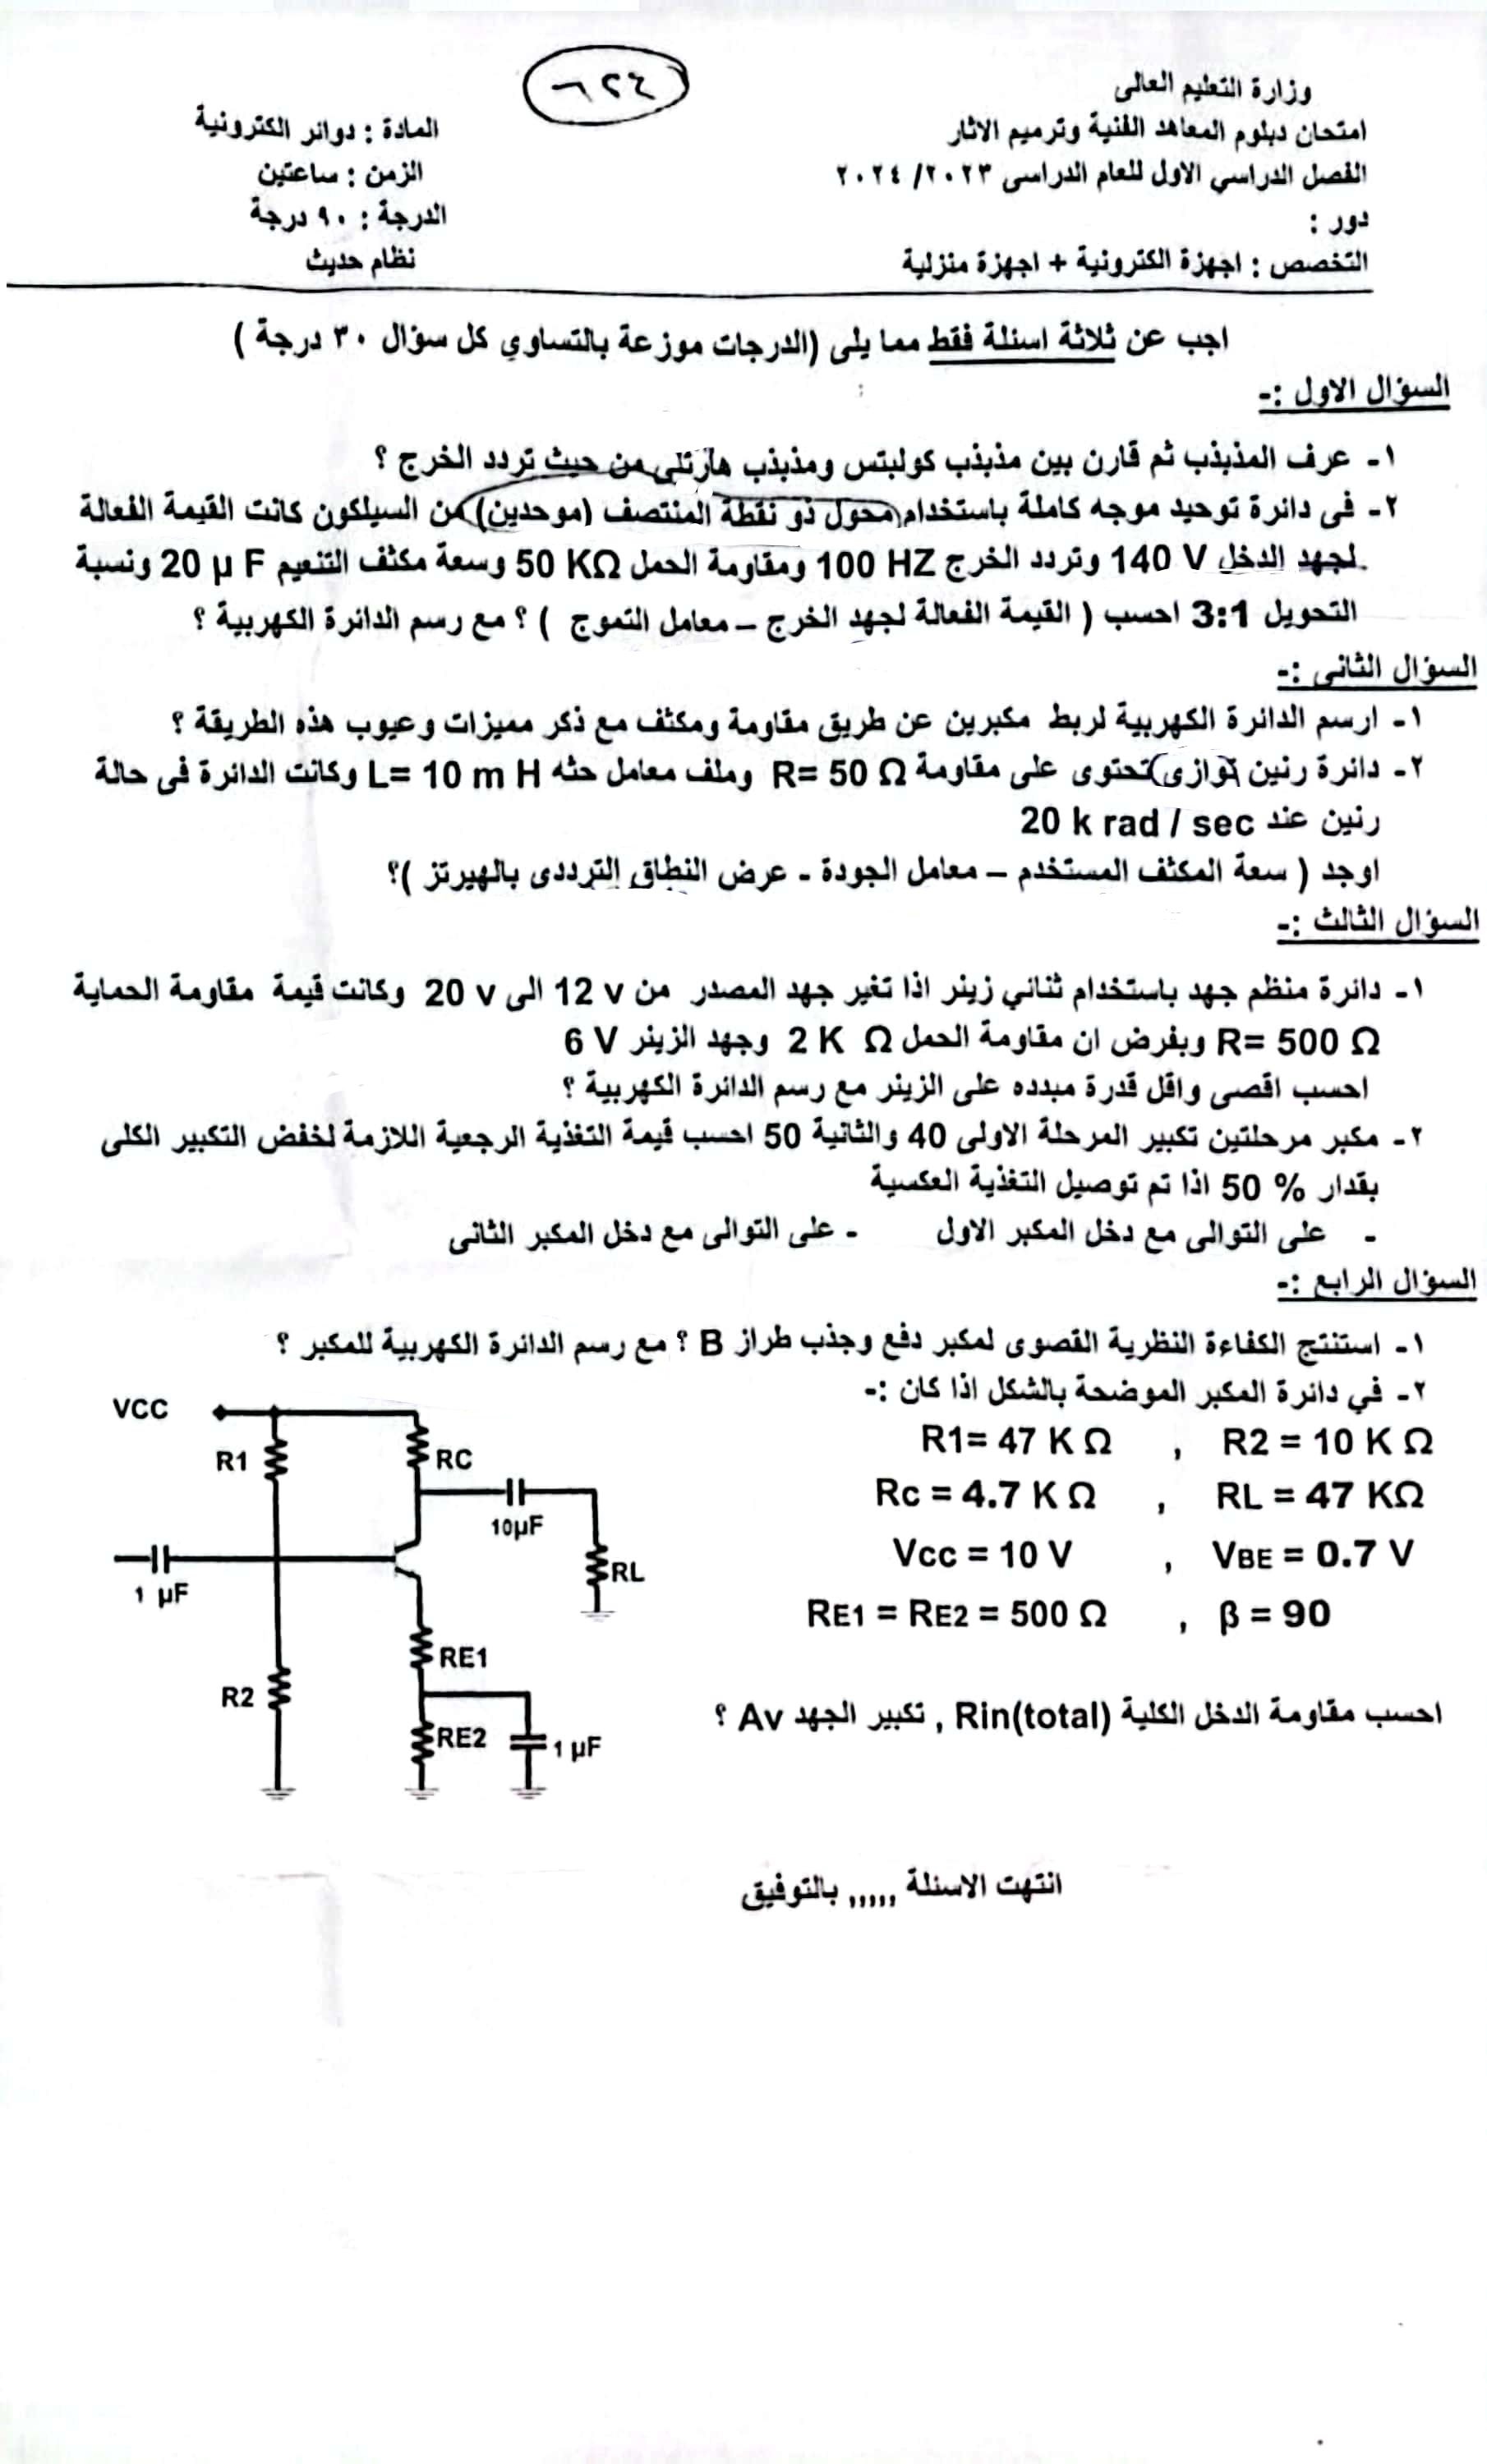 ٦٢٤
وزارة التعليم العالى
امتحان دبلوم المعاهد الفنية وترميم الاثار
الفصل الدراسي الاول للعام الدراسى ٢٠٢٣/ ٢٠٢٤
دور :
التخصص : اجهزة الكترونية + اجهزة منزلية
المادة : دوائر الكترونية
الزمن : ساعتين
الدرجة : ٩٠ درجة
نظام حديث
اجب عن ثلاثة اسئلة فقط مما يلى (الدرجات موزعة بالتساوي كل سؤال ٣٠ درجة )
السؤال الاول :-
١- عرف المذبذب ثم قارن بين مذبذب كولبتس ومذبذب هارتلى من حيث تردد الخرج ؟
٢- فى دائرة توحيد موجه كاملة باستخدام محول ذو نقطة المنتصف (موحدين) من السيلكون كانت القيمة الفعالة
لجهد الدخل 140 V وتردد الخرج 100 HZ ومقاومة الحمل 50 KΩ وسعة مكثف التنعيم 20 µ F ونسبة
التحويل 3:1 احسب ( القيمة الفعالة لجهد الخرج – معامل التموج ) ؟ مع رسم الدائرة الكهربية ؟
السؤال الثانى :-
١- ارسم الدائرة الكهربية لربط مكبرين عن طريق مقاومة ومكثف مع ذكر مميزات وعيوب هذه الطريقة ؟
٢- دائرة رنين توازى تحتوى على مقاومة R= 50 Ω وملف معامل حثه L= 10 m H وكانت الدائرة فى حالة
رنين عند 20 k rad / sec
اوجد ( سعة المكثف المستخدم – معامل الجودة - عرض النطاق الترددى بالهيرتز )؟
السؤال الثالث :-
١- دائرة منظم جهد باستخدام ثنائي زينر اذا تغير جهد المصدر من 12 v الى 20 v وكانت قيمة مقاومة الحماية
R= 500 Ω وبفرض ان مقاومة الحمل 2 K Ω وجهد الزينر 6 V
احسب اقصى واقل قدرة مبدده على الزينر مع رسم الدائرة الكهربية ؟
٢- مكبر مرحلتين تكبير المرحلة الاولى 40 والثانية 50 احسب قيمة التغذية الرجعية اللازمة لخفض التكبير الكلى
بقدار % 50 اذا تم توصيل التغذية العكسية
- على التوالى مع دخل المكبر الاول - على التوالى مع دخل المكبر الثانى
السؤال الرابع :-
١- استنتج الكفاءة النظرية القصوى لمكبر دفع وجذب طراز B ؟ مع رسم الدائرة الكهربية للمكبر ؟
٢- في دائرة المكبر الموضحة بالشكل اذا كان :-
R1= 47 K Ω , R2 = 10 K Ω
Rc = 4.7 K Ω , RL = 47 KΩ
Vcc = 10 V , VBE = 0.7 V
RE1 = RE2 = 500 Ω , β = 90
احسب مقاومة الدخل الكلية Rin(total) , تكبير الجهد Av ؟
VCC
R1
RC
10µF
RL
1 µF
RE1
R2
RE2
1 µF
انتهت الاسئلة ,,,,, بالتوفيق